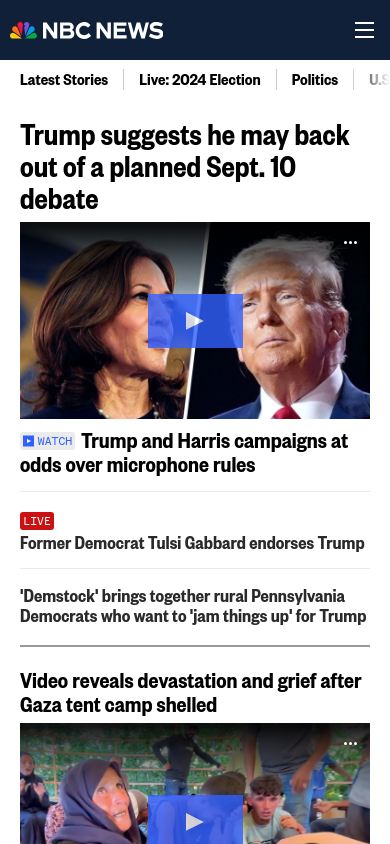 NBC NEWS
Latest Stories
Live: 2024 Election
Politics
Trump suggests he may back
out of a planned Sept. 10
debate
WATCH Trump and Harris campaigns at
odds over microphone rules
LIVE
Former Democrat Tulsi Gabbard endorses Trump
'Demstock' brings together rural Pennsylvania
Democrats who want to 'jam things up' for Trump
Video reveals devastation and grief after
Gaza tent camp shelled